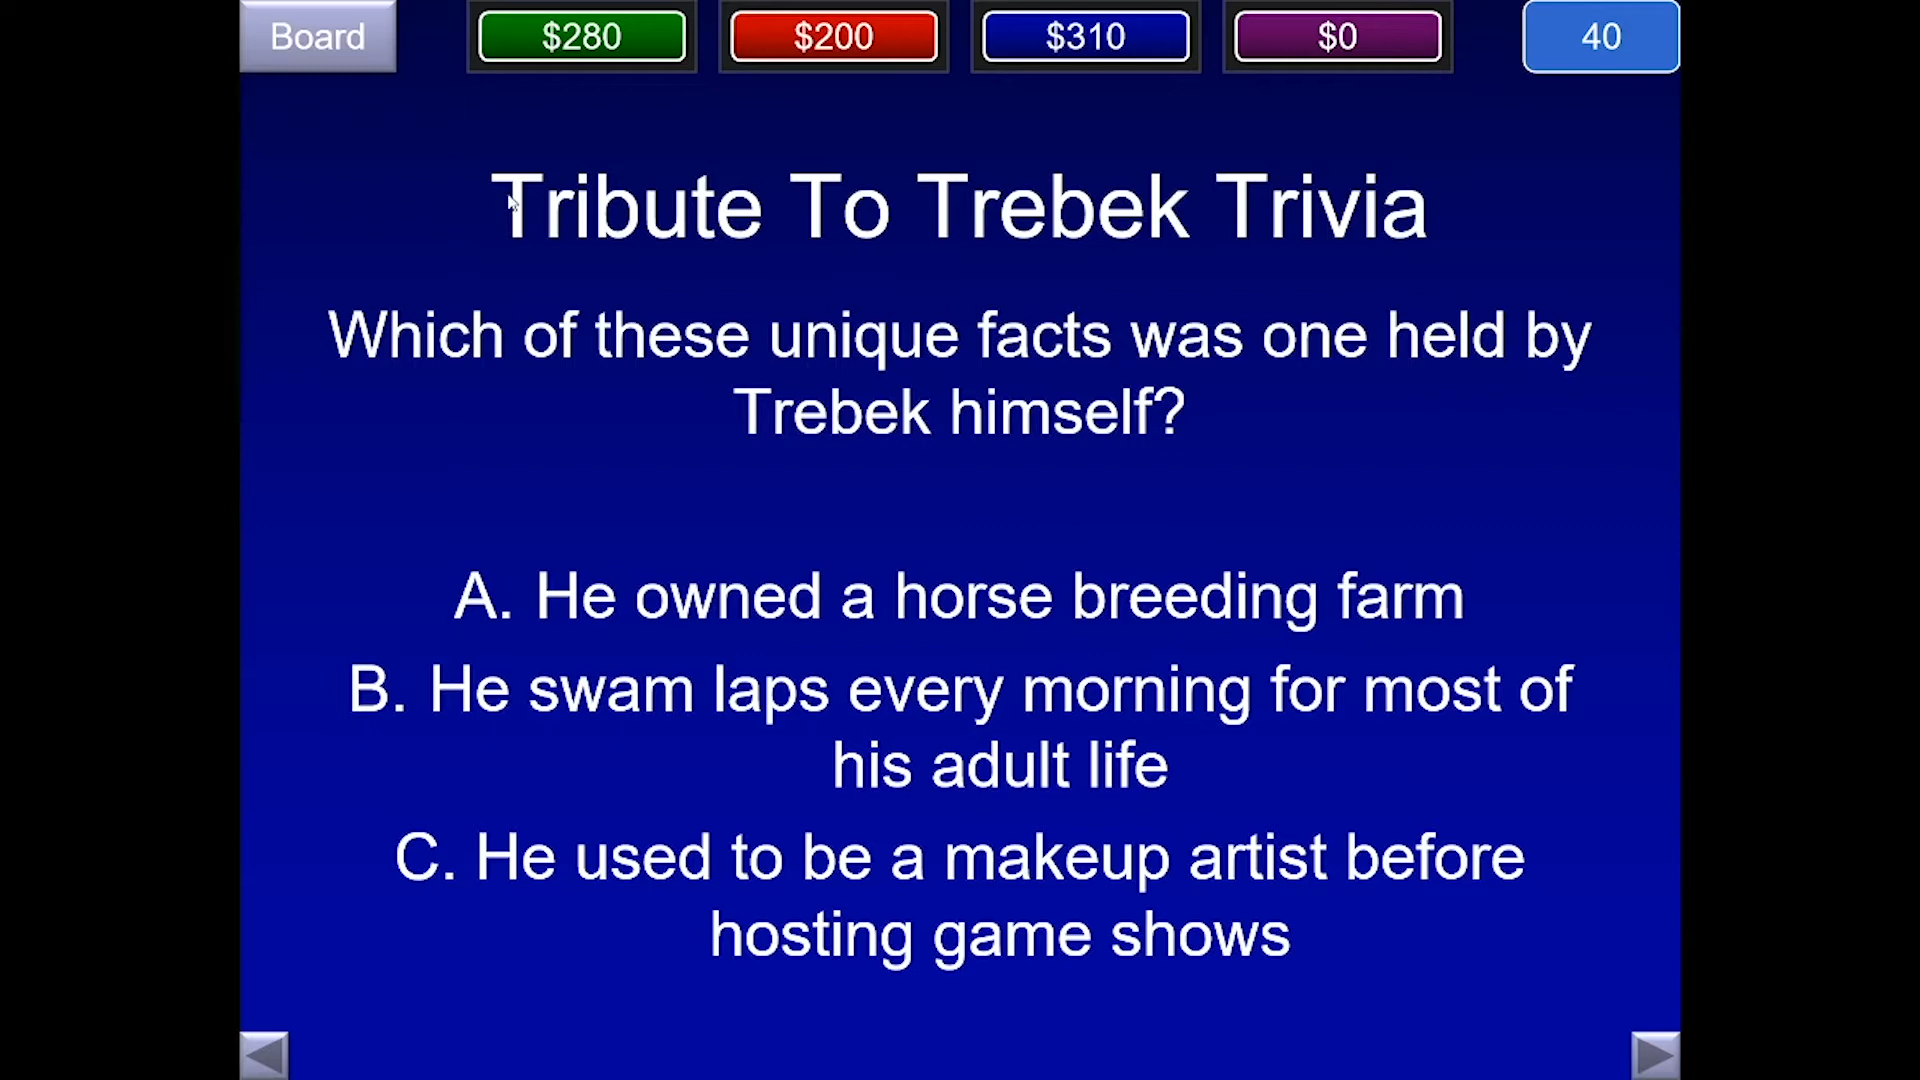 Board $280 $200 $310 $0 40
Tribute To Trebek Trivia
Which of these unique facts was one held by
Trebek himself?
A. He owned a horse breeding farm
B. He swam laps every morning for most of
his adult life
C. He used to be a makeup artist before
hosting game shows